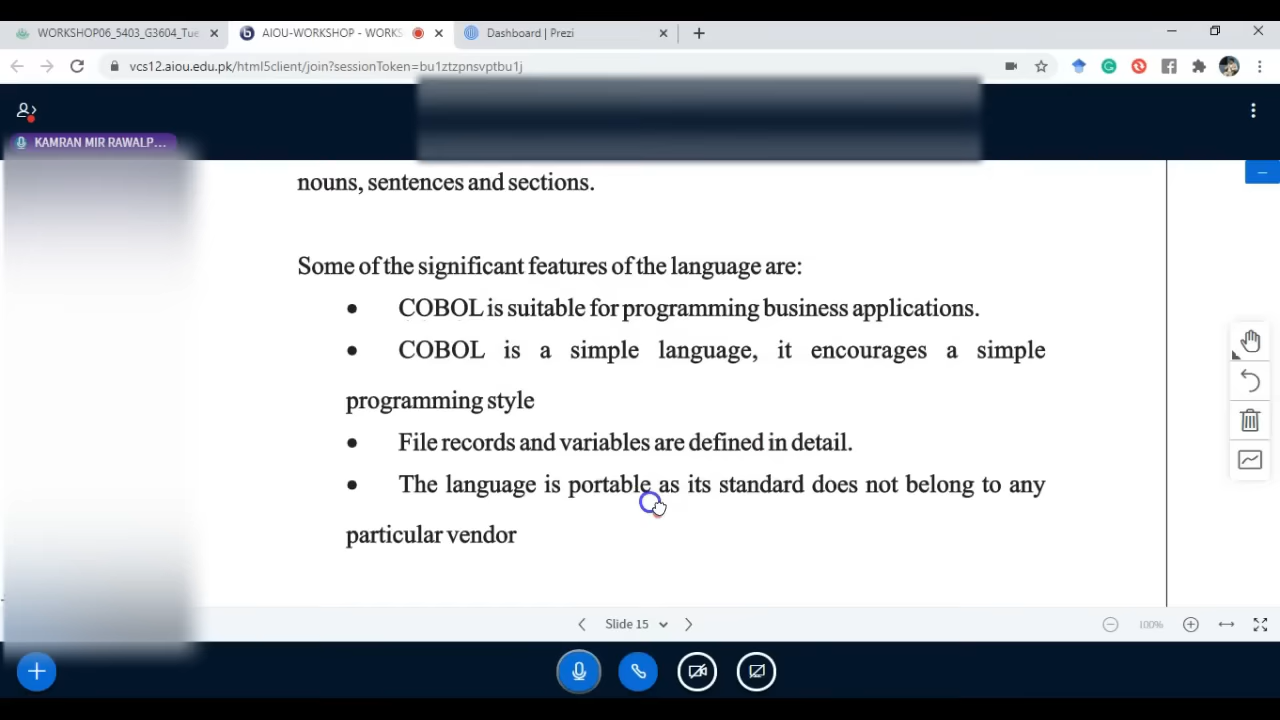 WORKSHOP06_5403_G3604_Tue
AIOU-WORKSHOP - WORKS
Dashboard | Prezi
vcs12.aiou.edu.pk/html5client/join?sessionToken=bu1ztzpnsvptbu1j
KAMRAN MIR RAWALP...
nouns, sentences and sections.
Some of the significant features of the language are:
• COBOL is suitable for programming business applications.
• COBOL is a simple language, it encourages a simple
programming style
• File records and variables are defined in detail.
• The language is portable as its standard does not belong to any
particular vendor
Slide 15
100%